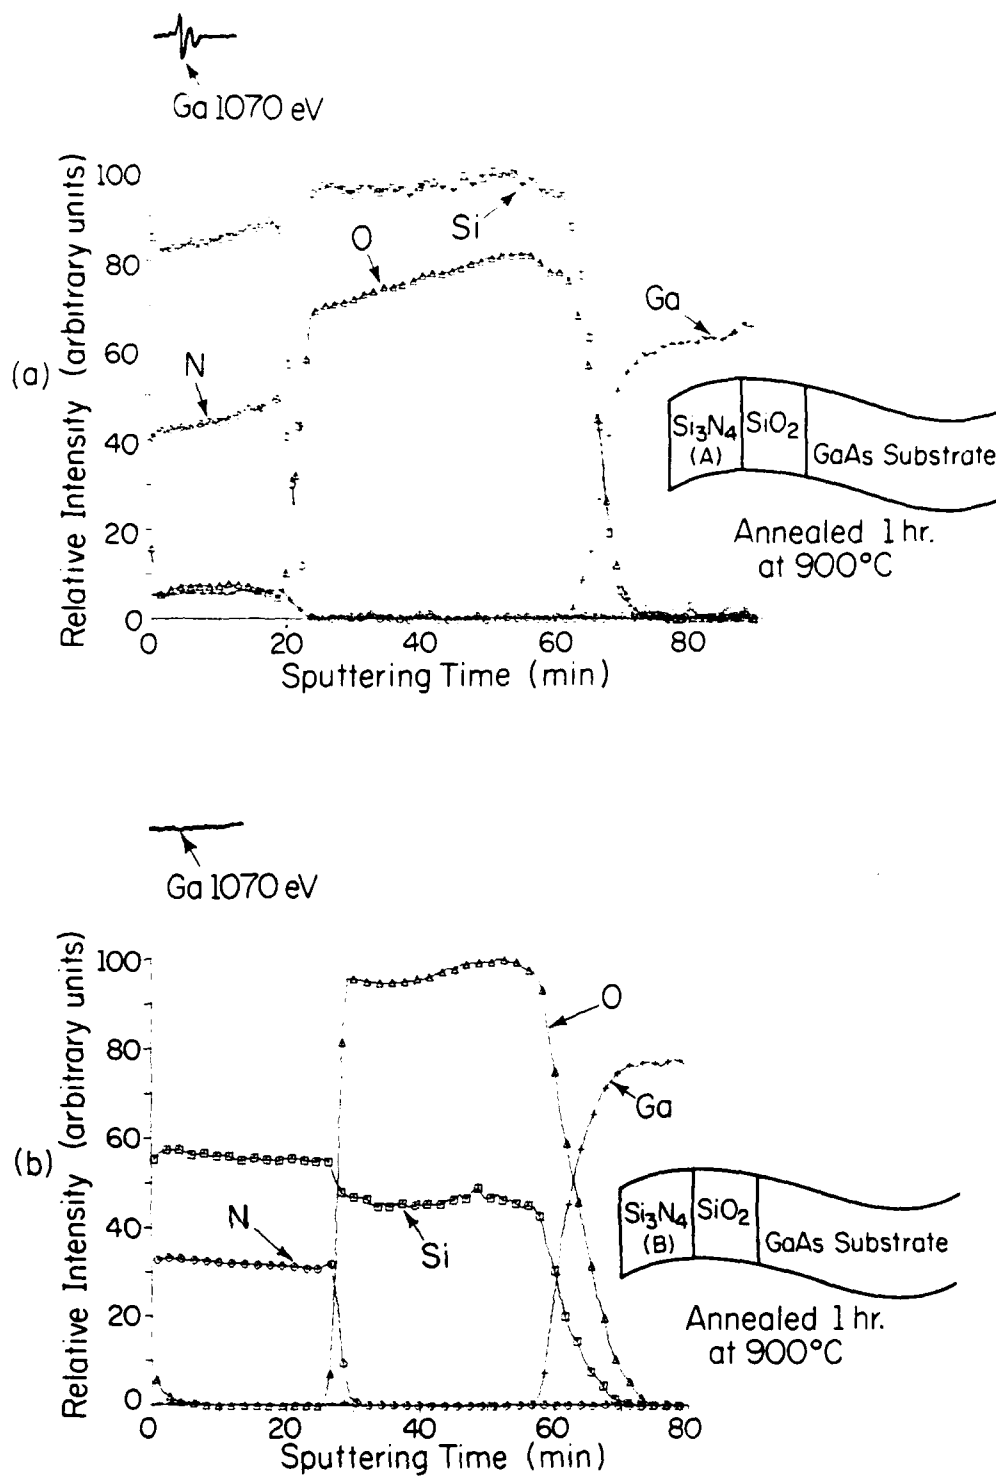 Ga 1070 eV
(a)
Relative Intensity (arbitrary units)
100
80
60
40
20
0
0 20 40 60 80
Sputtering Time (min)
N
O
Si
Ga
Si3N4
(A)
SiO2
GaAs Substrate
Annealed 1 hr.
at 900°C
Ga 1070 eV
(b)
Relative Intensity (arbitrary units)
100
80
60
40
20
0
0 20 40 60 80
Sputtering Time (min)
N
Si
O
Ga
Si3N4
(B)
SiO2
GaAs Substrate
Annealed 1 hr.
at 900°C